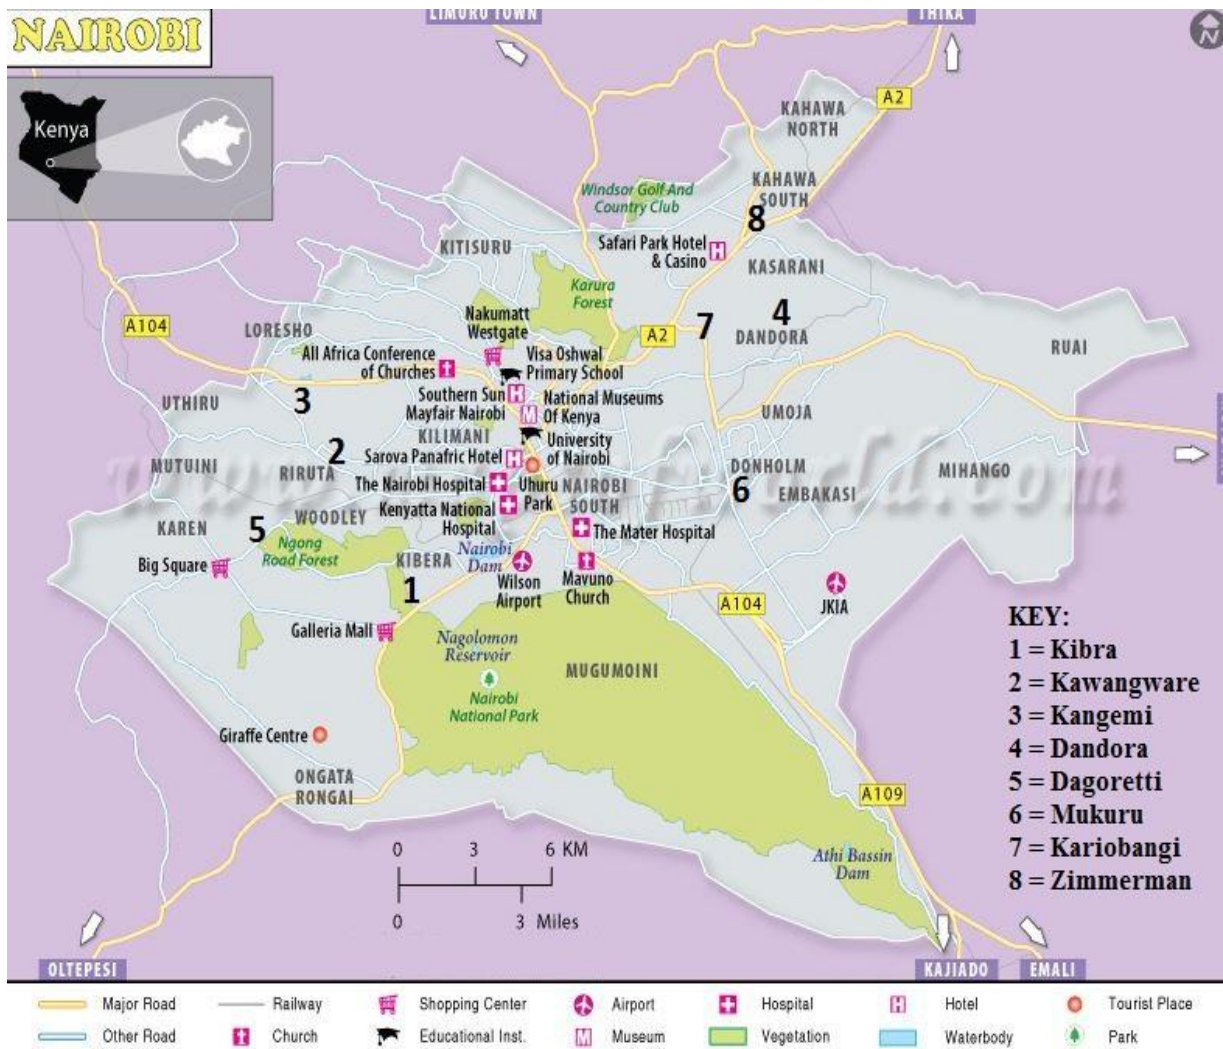 NAIROBI
LIMURU TOWN
THIKA
N
Kenya
A2
KAHAWA
NORTH
Windsor Golf And
Country Club
KAHAWA
SOUTH
8
KITISURU
Safari Park Hotel
& Casino
H
KASARANI
Karura
Forest
Nakumatt
Westgate
4
7
A104
LORESHO
A2
DANDORA
RUAI
All Africa Conference
of Churches
Visa Oshwal
Primary School
3
UTHIRU
Southern Sun
Mayfair Nairobi
H
M
National Museums
Of Kenya
UMOJA
KILIMANI
University
of Nairobi
2
Sarova Panafric Hotel
H
MUTUINI
RIRUTA
DONHOLM
MIHANGO
The Nairobi Hospital
Uhuru
Park
NAIROBI
SOUTH
6
EMBAKASI
Kenyatta National
Hospital
WOODLEY
KAREN
5
The Mater Hospital
Ngong
Road Forest
KIBERA
Nairobi
Dam
Big Square
Wilson
Airport
Mavuno
Church
1
A104
JKIA
Galleria Mall
Nagolomon
Reservoir
MUGUMOINI
Nairobi
National Park
Giraffe Centre
ONGATA
RONGAI
A109
Athi Bassin
Dam
KEY:
1 = Kibra
2 = Kawangware
3 = Kangemi
4 = Dandora
5 = Dagoretti
6 = Mukuru
7 = Kariobangi
8 = Zimmerman
0 3 6 KM
0 3 Miles
OLTEPESI
KAJIADO
EMALI
Major Road
Railway
Shopping Center
Airport
Hospital
H Hotel
Tourist Place
Other Road
Church
Educational Inst.
M Museum
Vegetation
Waterbody
Park